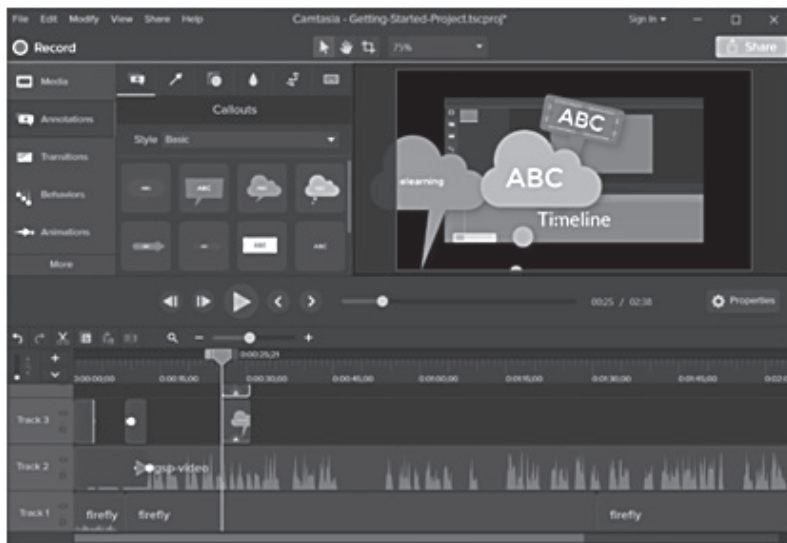 File Edit Modify View Share Help Camtasia - Getting-Started-Project.tscproj* Sign In
Record 75% Share
Media
Callouts
Annotations
Style Basic
Transitions
Behaviors
Animations
More
ABC
ABC
ABC
ABC
elearning
ABC
Timeline
00:25 / 02:38 Properties
0:00:25;21
0:00:00;00 0:00:15;00 0:00:30;00 0:00:45;00 0:01:00;00 0:01:15;00 0:01:30;00 0:01:45;00
Track 3
Track 2 gsp-video
Track 1 firefly firefly firefly